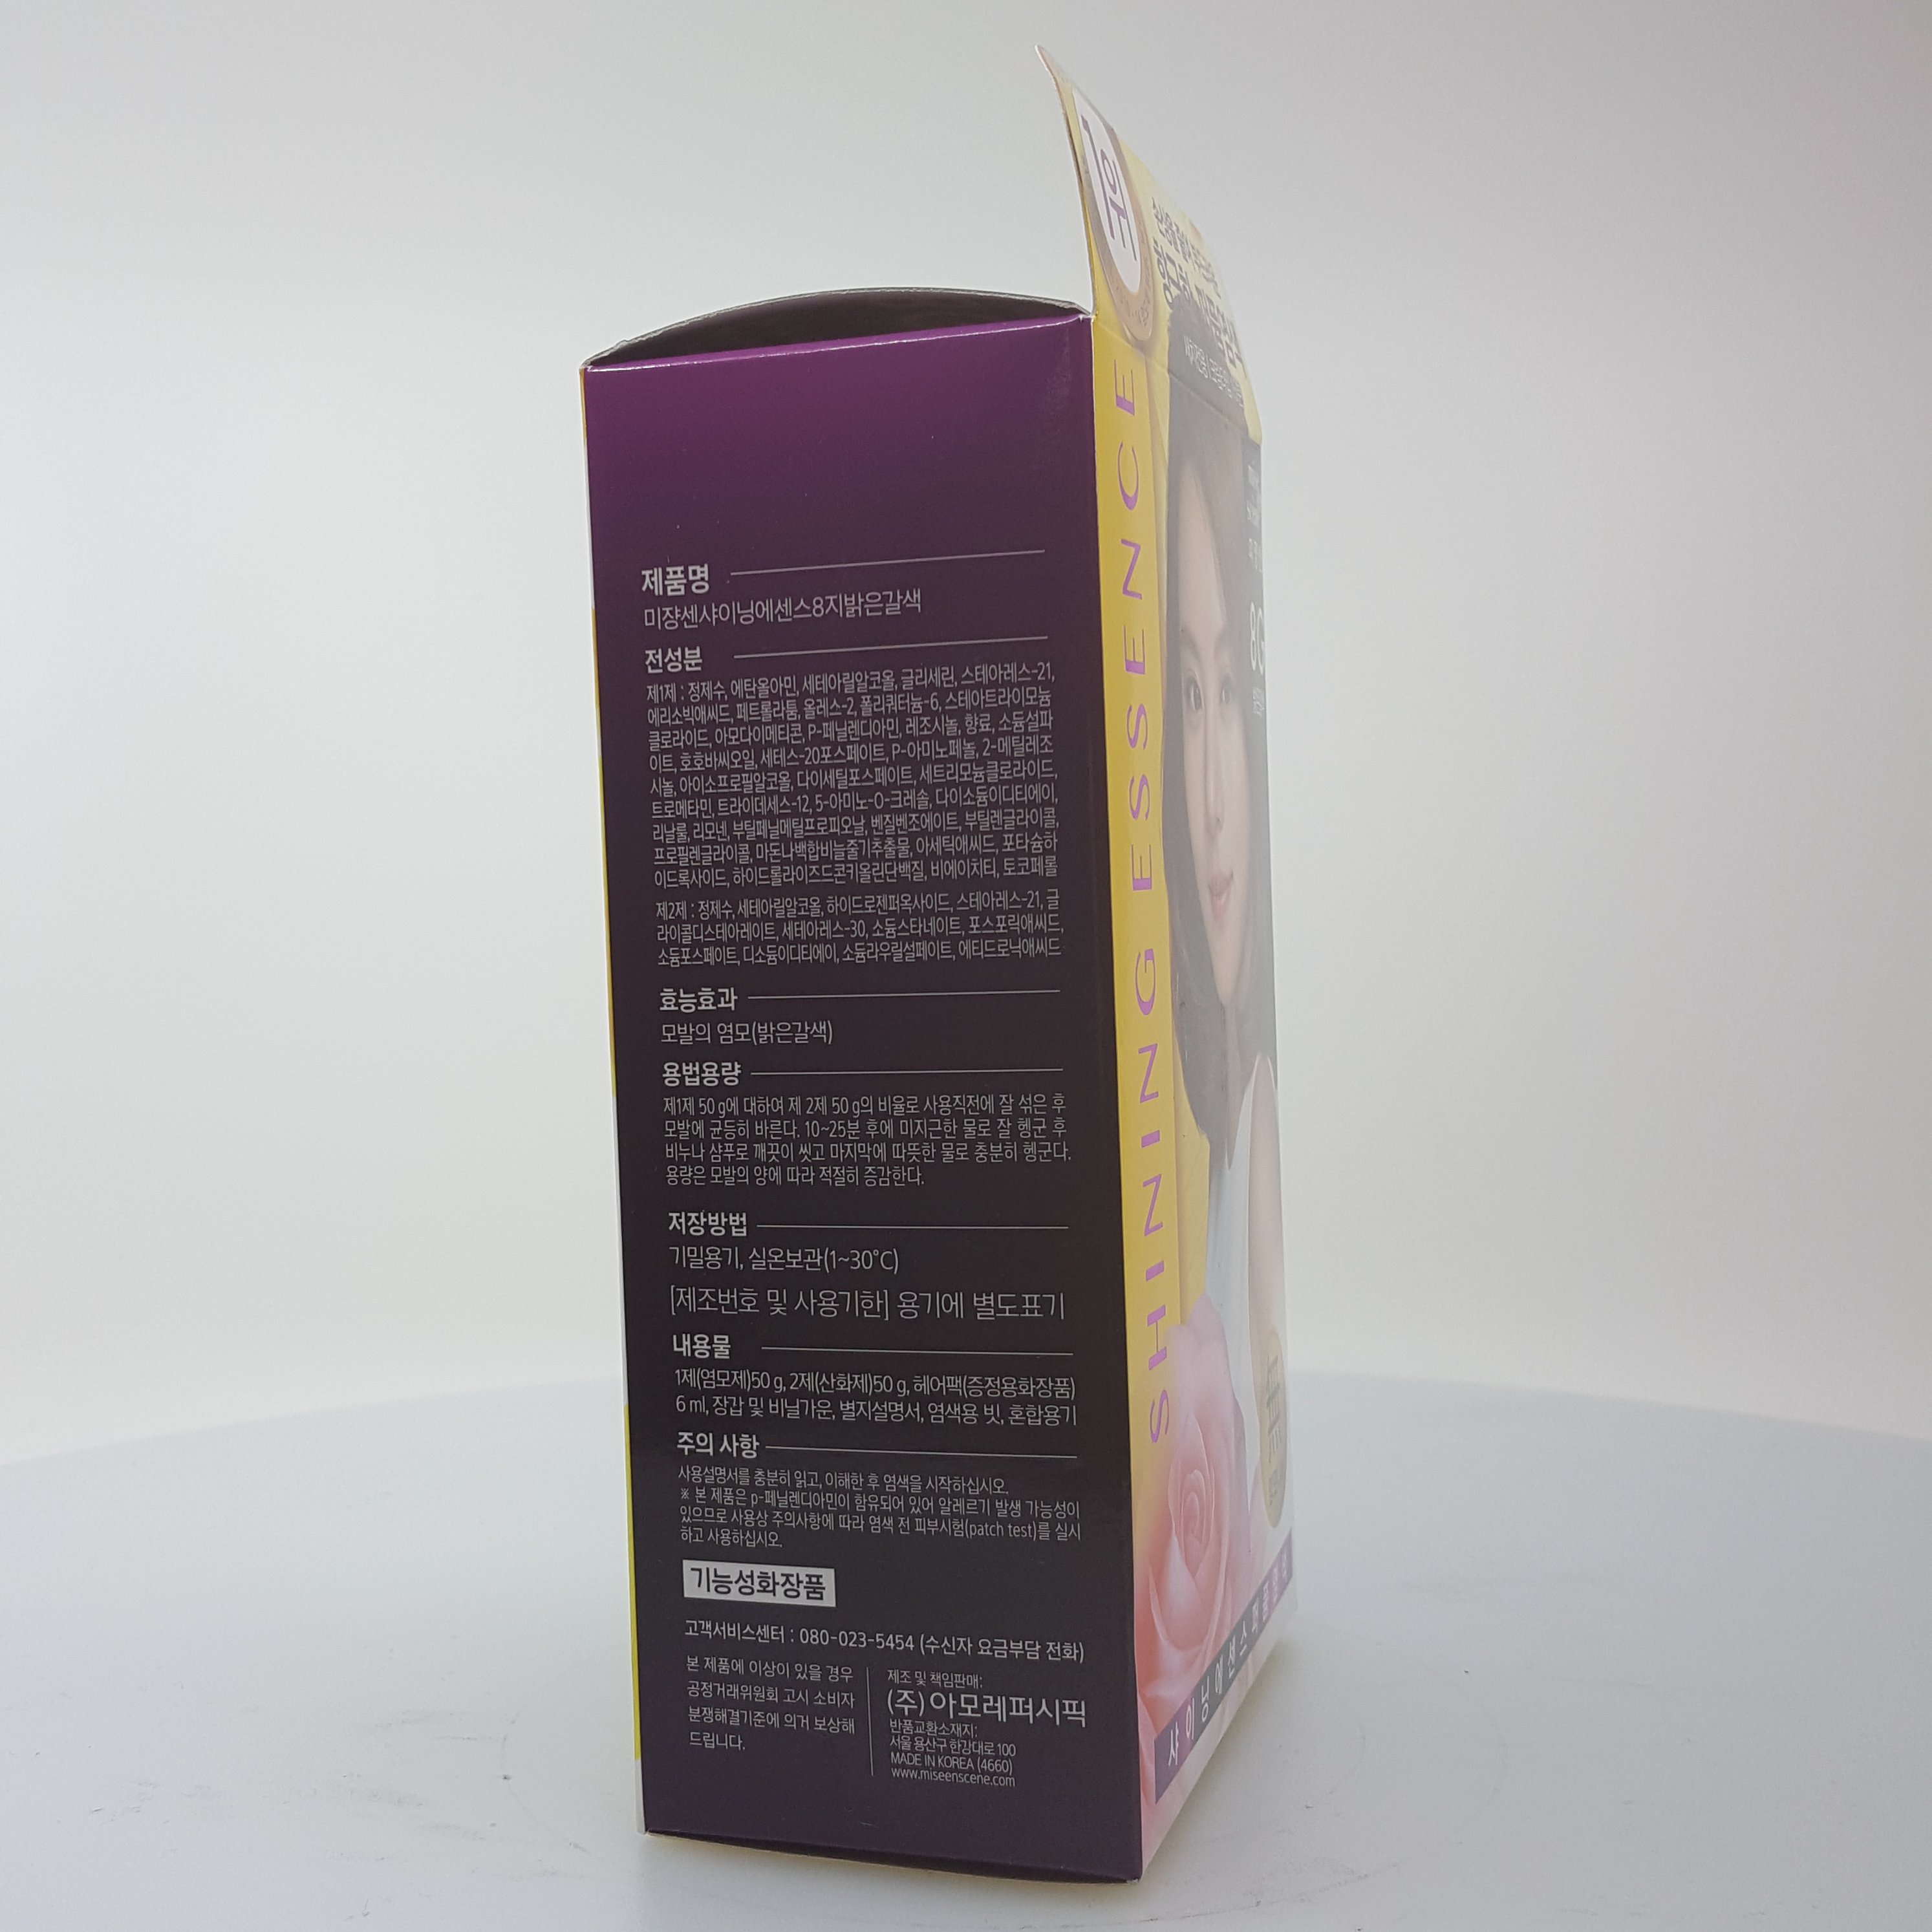 제품명
미쟝센샤이닝에센스8지밝은갈색
전성분
제1제 : 정제수, 에탄올아민, 세테아릴알코올, 글리세린, 스테아레스-21,
에리소빅애씨드, 페트롤라툼, 올레스-2, 폴리쿼터늄-6, 스테아트라이모늄
클로라이드, 아모다이메티콘, P-페닐렌디아민, 레조시놀, 향료, 소듐설파
이트, 호호바씨오일, 세테스-20포스페이트, P-아미노페놀, 2-메틸레조
시놀, 아이소프로필알코올, 다이세틸포스페이트, 세트리모늄클로라이드,
트로메타민, 트라이데세스-12, 5-아미노-O-크레솔, 다이소듐이디티에이,
리날룰, 리모넨, 부틸페닐메틸프로피오날, 벤질벤조에이트, 부틸렌글라이콜,
프로필렌글라이콜, 마돈나백합비늘줄기추출물, 아세틱애씨드, 포타슘하
이드록사이드, 하이드롤라이즈드콘키올린단백질, 비에이치티, 토코페롤
제2제 : 정제수, 세테아릴알코올, 하이드로젠퍼옥사이드, 스테아레스-21, 글
라이콜디스테아레이트, 세테아레스-30, 소듐스타네이트, 포스포릭애씨드,
소듐포스페이트, 디소듐이디티에이, 소듐라우릴설페이트, 에티드로닉애씨드
효능효과
모발의 염모(밝은갈색)
용법용량
제1제 50 g에 대하여 제 2제 50 g의 비율로 사용직전에 잘 섞은 후
모발에 균등히 바른다. 10~25분 후에 미지근한 물로 잘 헹군 후
비누나 샴푸로 깨끗이 씻고 마지막에 따뜻한 물로 충분히 헹군다.
용량은 모발의 양에 따라 적절히 증감한다.
저장방법
기밀용기, 실온보관(1~30°C)
[제조번호 및 사용기한] 용기에 별도표기
내용물
1제(염모제)50 g, 2제(산화제)50 g, 헤어팩(증정용화장품)
6 ml, 장갑 및 비닐가운, 별지설명서, 염색용 빗, 혼합용기
주의 사항
사용설명서를 충분히 읽고, 이해한 후 염색을 시작하십시오.
※ 본 제품은 p-페닐렌디아민이 함유되어 있어 알레르기 발생 가능성이
있으므로 사용상 주의사항에 따라 염색 전 피부시험(patch test)를 실시
하고 사용하십시오.
기능성화장품
고객서비스센터 : 080-023-5454 (수신자 요금부담 전화)
본 제품에 이상이 있을 경우
공정거래위원회 고시 소비자
분쟁해결기준에 의거 보상해
드립니다.
제조 및 책임판매:
(주)아모레퍼시픽
반품교환소재지:
서울 용산구 한강대로 100
MADE IN KOREA (4660)
www.miseenscene.com
SHINING ESSENCE
1위
8G
샤이닝에센스